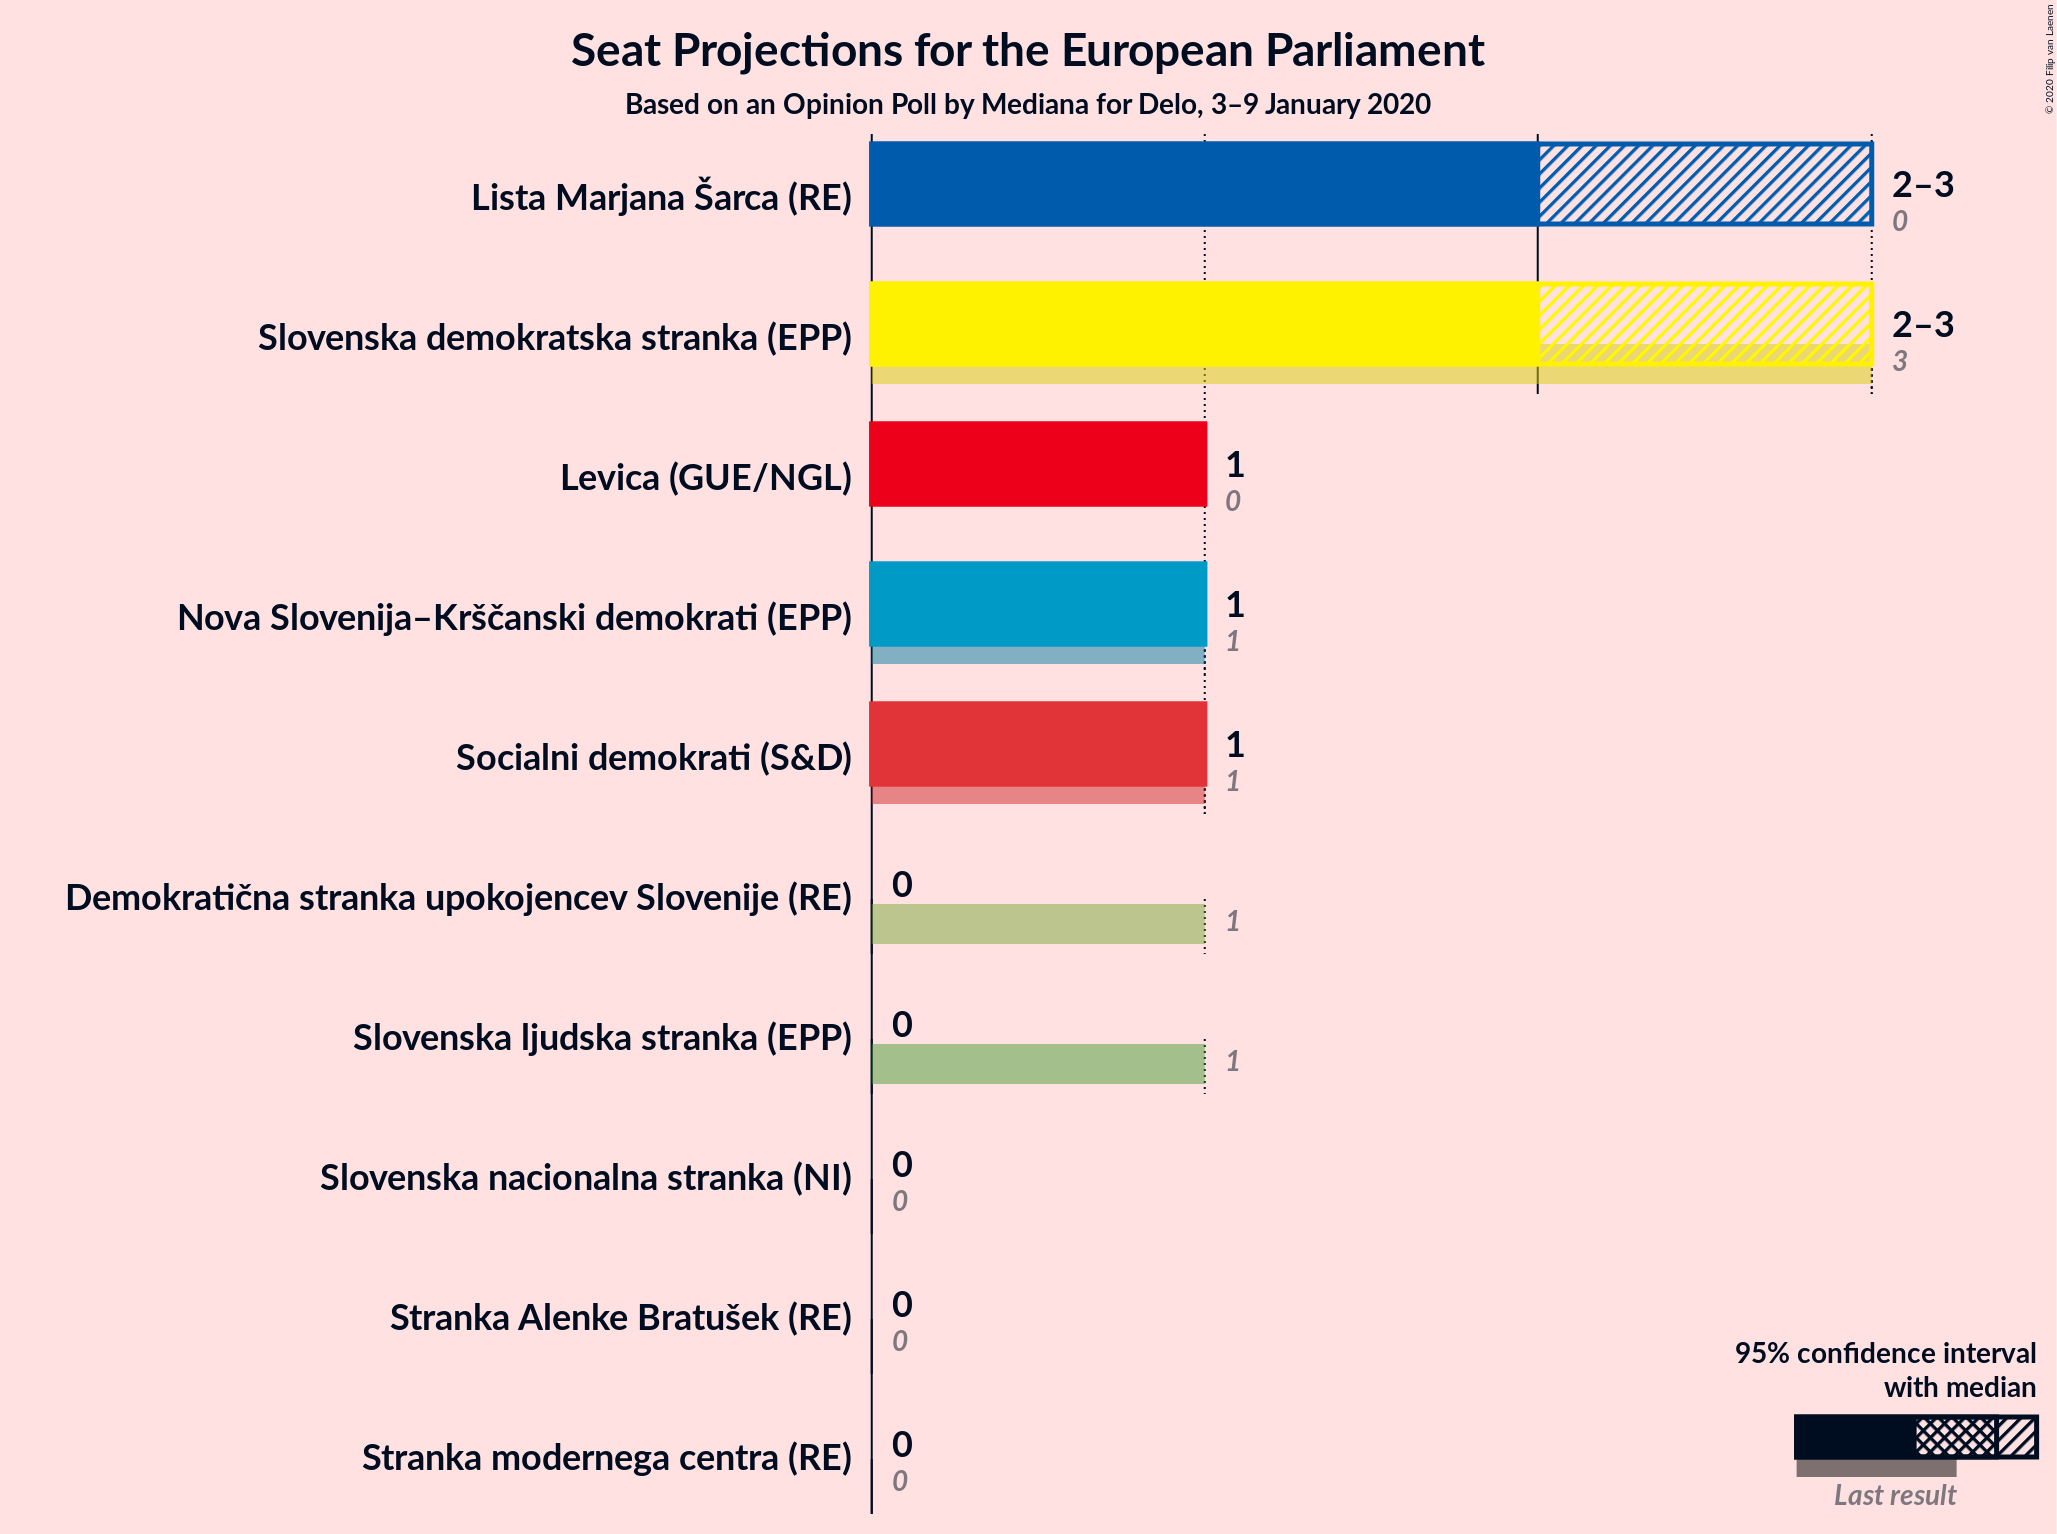 Seat Projections for the European Parliament
Based on an Opinion Poll by Mediana for Delo, 3–9 January 2020
© 2020 Filip van Laenen
Lista Marjana Šarca (RE)
2–3
0
Slovenska demokratska stranka (EPP)
2–3
3
Levica (GUE/NGL)
1
0
Nova Slovenija–Krščanski demokrati (EPP)
1
1
Socialni demokrati (S&D)
1
1
Demokratična stranka upokojencev Slovenije (RE)
0
1
Slovenska ljudska stranka (EPP)
0
1
Slovenska nacionalna stranka (NI)
0
0
Stranka Alenke Bratušek (RE)
0
0
Stranka modernega centra (RE)
0
0
95% confidence interval
with median
Last result